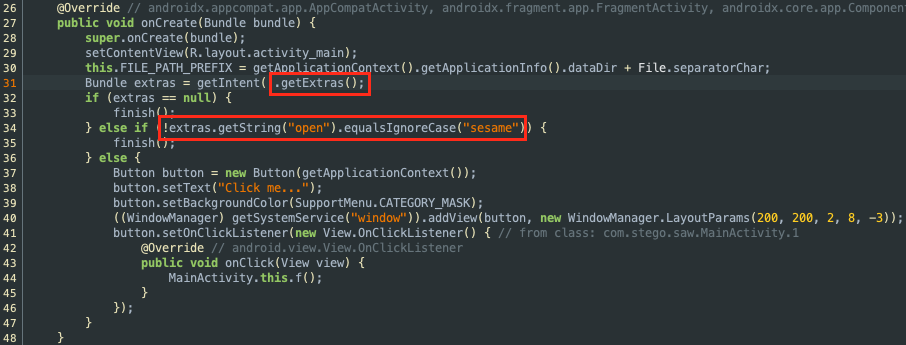 26 @Override // androidx.appcompat.app.AppCompatActivity, androidx.fragment.app.FragmentActivity, androidx.core.app.Component
27 public void onCreate(Bundle bundle) {
28 super.onCreate(bundle);
29 setContentView(R.layout.activity_main);
30 this.FILE_PATH_PREFIX = getApplicationContext().getApplicationInfo().dataDir + File.separatorChar;
31 Bundle extras = getIntent( .getExtras();
32 if (extras == null) {
33 finish();
34 } else if (!extras.getString("open").equalsIgnoreCase("sesame")) {
35 finish();
36 } else {
37 Button button = new Button(getApplicationContext());
38 button.setText("Click me...");
39 button.setBackgroundColor(SupportMenu.CATEGORY_MASK);
40 ((WindowManager) getSystemService("window")).addView(button, new WindowManager.LayoutParams(200, 200, 2, 8, -3));
41 button.setOnClickListener(new View.OnClickListener() { // from class: com.stego.saw.MainActivity.1
42 @Override // android.view.View.OnClickListener
43 public void onClick(View view) {
44 MainActivity.this.f();
45 }
46 });
47 }
48 }